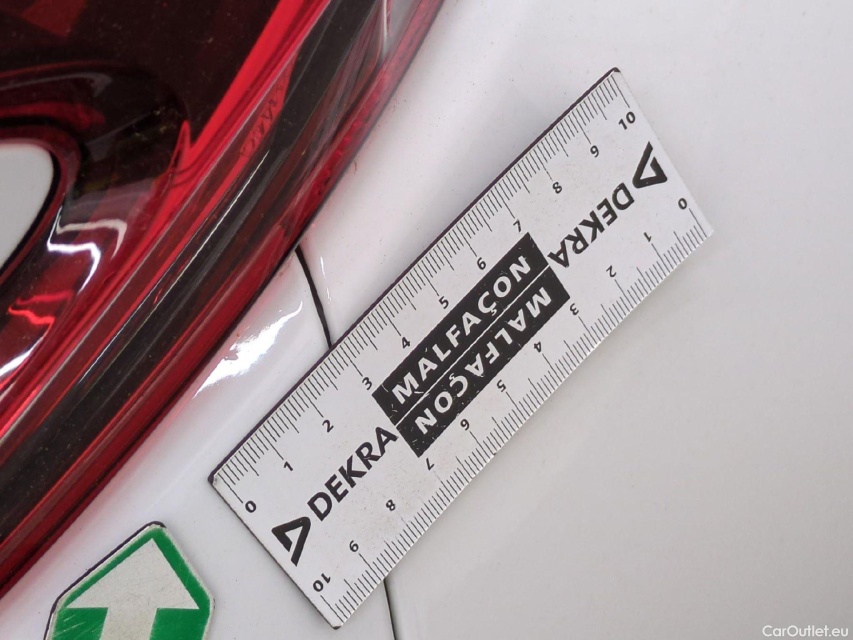 0 1 2 3 4 5 6 7 8 9 10
DEKRA
MALFAÇON
MALFAÇON
DEKRA
0 1 2 3 4 5 6 7 8 9 10
CarOutlet.eu